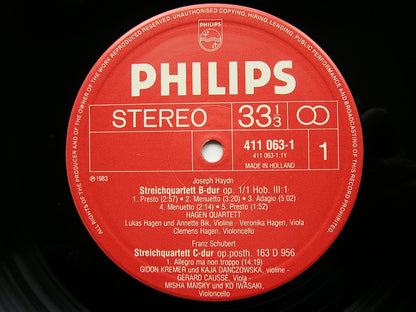 ALL RIGHTS OF THE PRODUCER AND OF THE OWNER OF THE WORK REPRODUCED RESERVED. UNAUTHORISED COPYING, HIRING, LENDING, PUBLIC PERFORMANCE AND BROADCASTING OF THIS RECORD PROHIBITED.
PHILIPS
PHILIPS
STEREO
33 1/3
411 063-1
411 063-1.1Y
MADE IN HOLLAND
1
℗ 1983
Joseph Haydn
Streichquartett B-dur op. 1/1 Hob. III:1
1. Presto (2:57) • 2. Menuetto (3:20) • 3. Adagio (5:02)
4. Menuetto (2:14) • 5. Presto (1:52)
HAGEN QUARTETT
Lukas Hagen and Annette Bik, Violine - Veronika Hagen, Viola
Clemens Hagen, Violoncello
Franz Schubert
Streichquartett C-dur op.posth. 163 D 956
1. Allegro ma non troppo (14:19)
GIDON KREMER und KAJA DANCZOWSKA, violine -
GÉRARD CAUSSÉ, Viola -
MISHA MAISKY und KO IWASAKI,
Violoncello